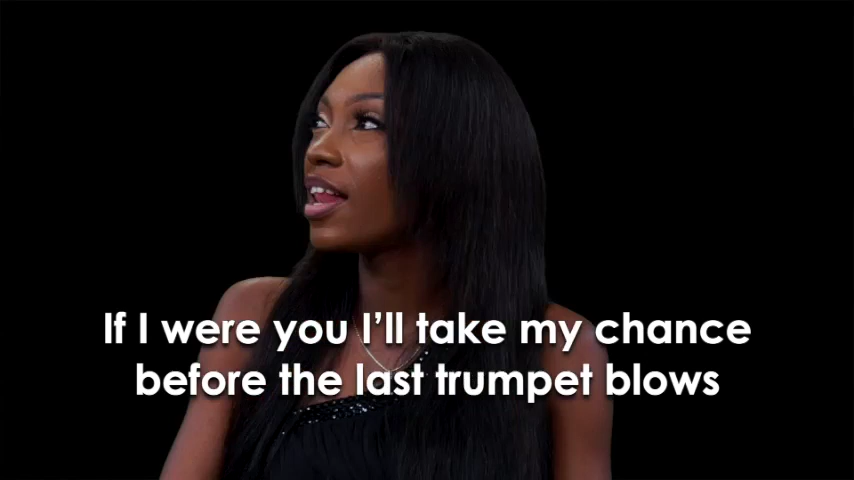 If I were you I'll take my chance
before the last trumpet blows